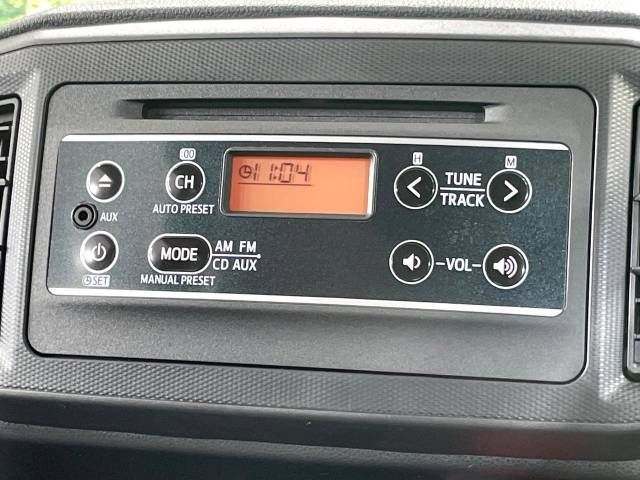 :00
H
M
11:04
CH
TUNE
TRACK
AUTO PRESET
AUX
MODE
AM FM
CD AUX
-VOL-
SET
MANUAL PRESET